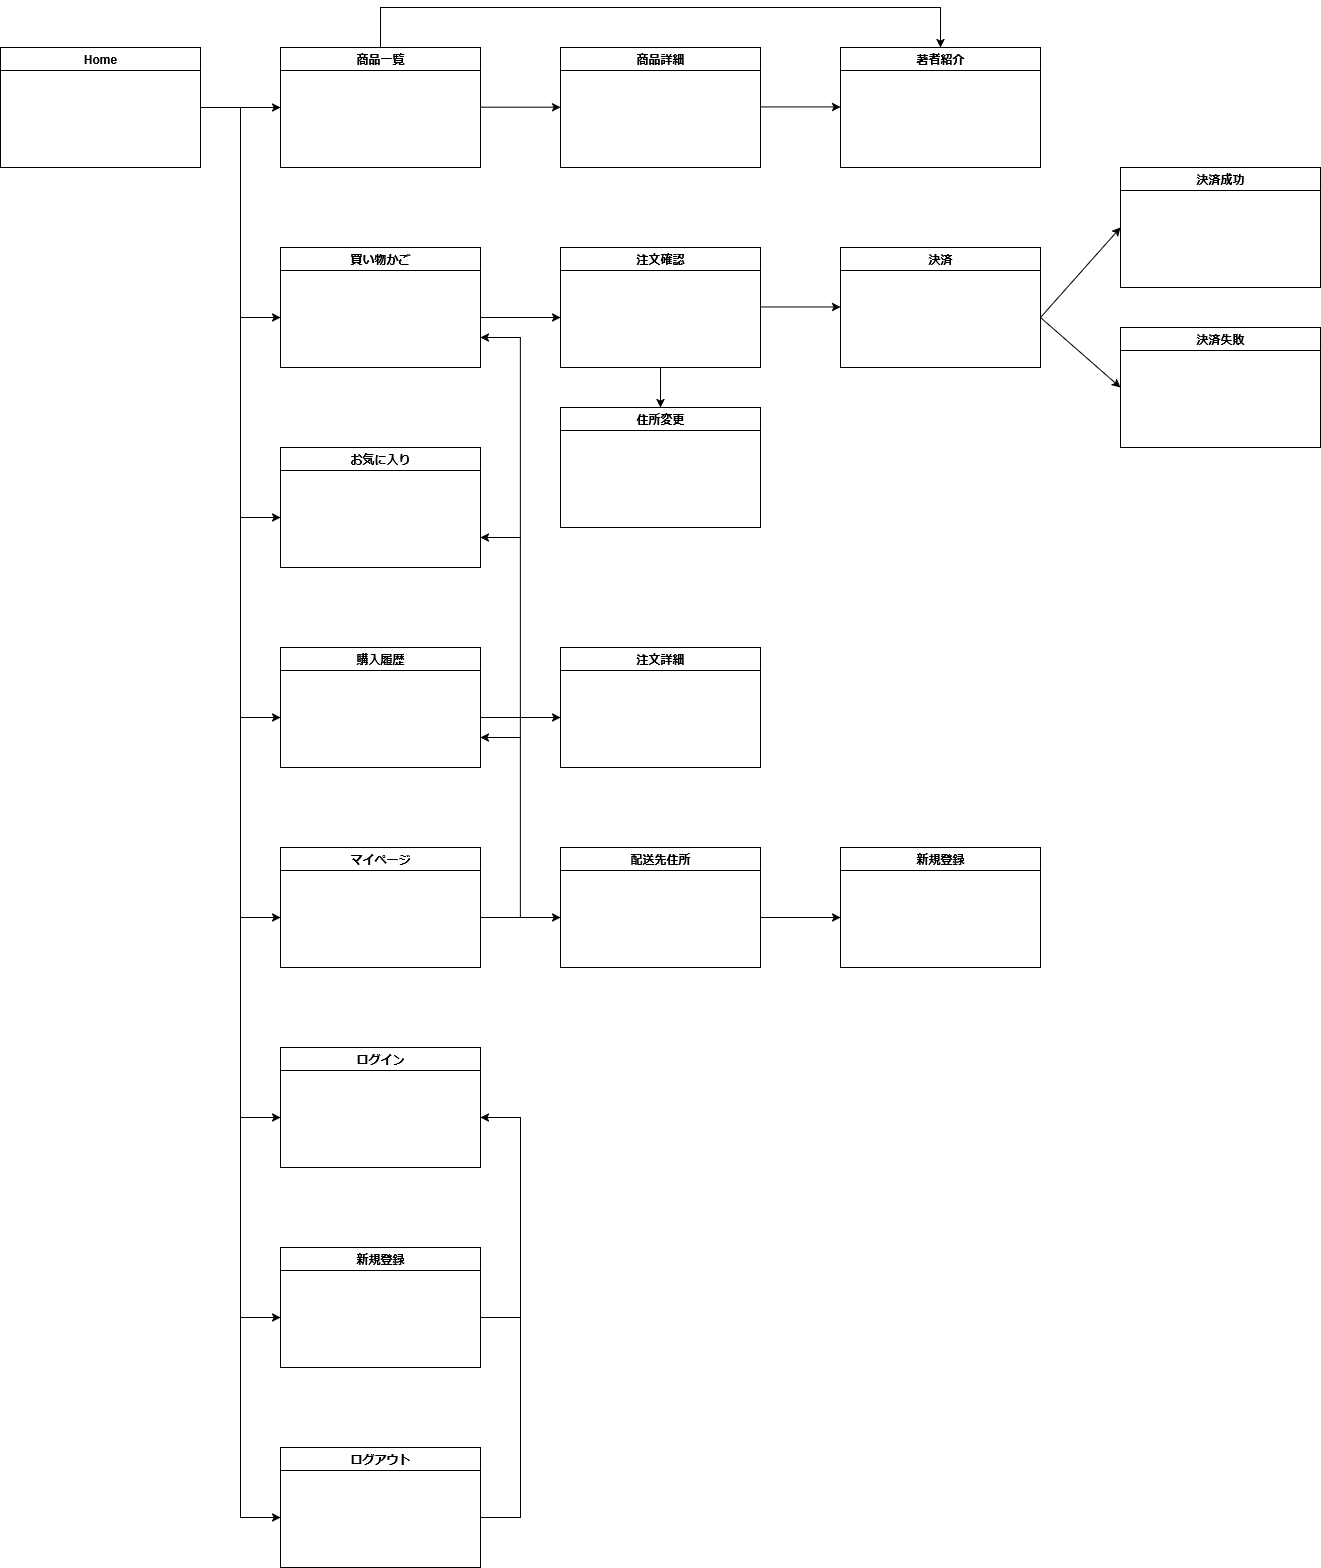 Home
商品一覧
商品詳細
著者紹介
決済成功
買い物かご
注文確認
決済
決済失敗
住所変更
お気に入り
購入履歴
注文詳細
マイページ
配送先住所
新規登録
ログイン
新規登録
ログアウト